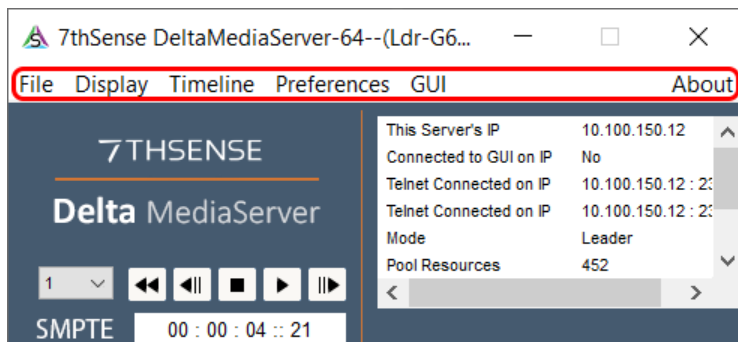 7thSense DeltaMediaServer-64--(Ldr-G6...
File Display Timeline Preferences GUI About
7THSENSE
Delta MediaServer
This Server's IP 10.100.150.12
Connected to GUI on IP No
Telnet Connected on IP 10.100.150.12 : 23
Telnet Connected on IP 10.100.150.12 : 23
Mode Leader
Pool Resources 452
1
SMPTE 00 : 00 : 04 :: 21